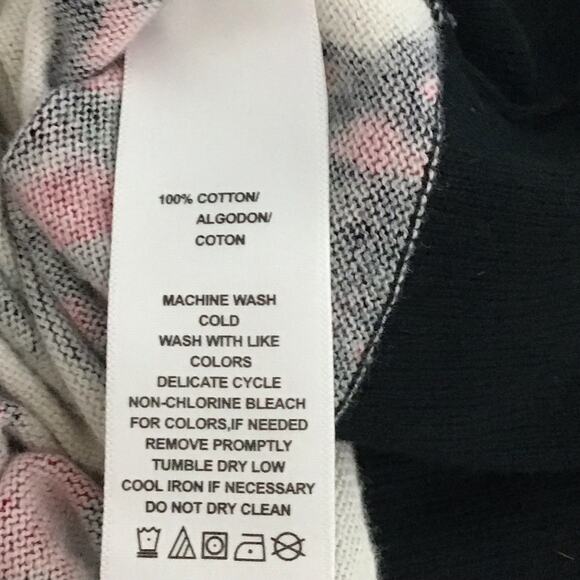 100% COTTON/
ALGODON/
COTON
MACHINE WASH
COLD
WASH WITH LIKE
COLORS
DELICATE CYCLE
NON-CHLORINE BLEACH
FOR COLORS,IF NEEDED
REMOVE PROMPTLY
TUMBLE DRY LOW
COOL IRON IF NECESSARY
DO NOT DRY CLEAN